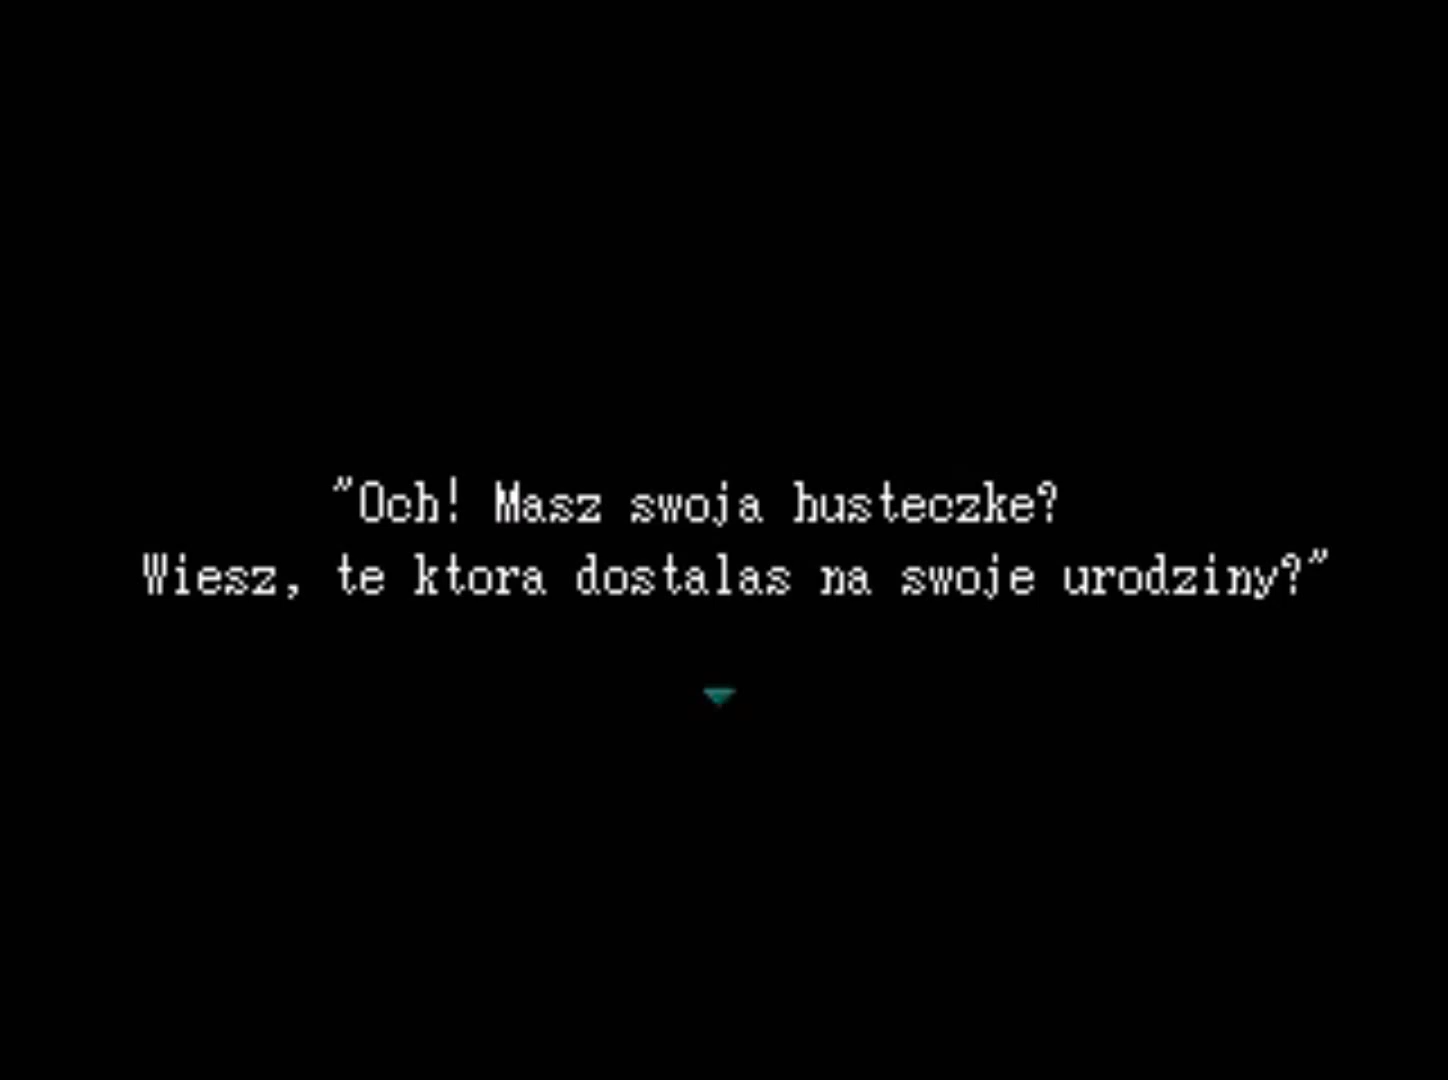 "Och! Masz swoja husteczke?
Wiesz, te ktora dostalas na swoje urodziny?"